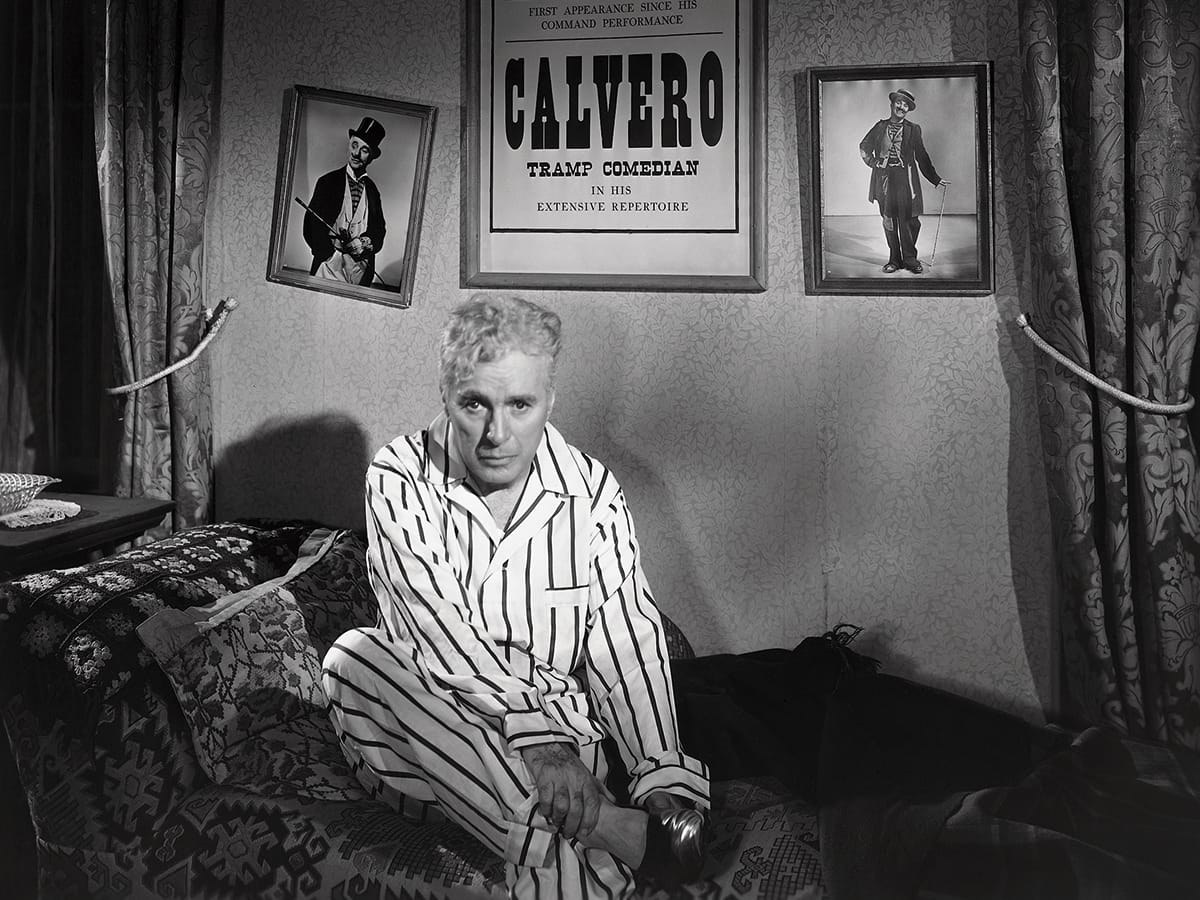 FIRST APPEARANCE SINCE HIS
COMMAND PERFORMANCE
CALVERO
TRAMP COMEDIAN
IN HIS
EXTENSIVE REPERTOIRE